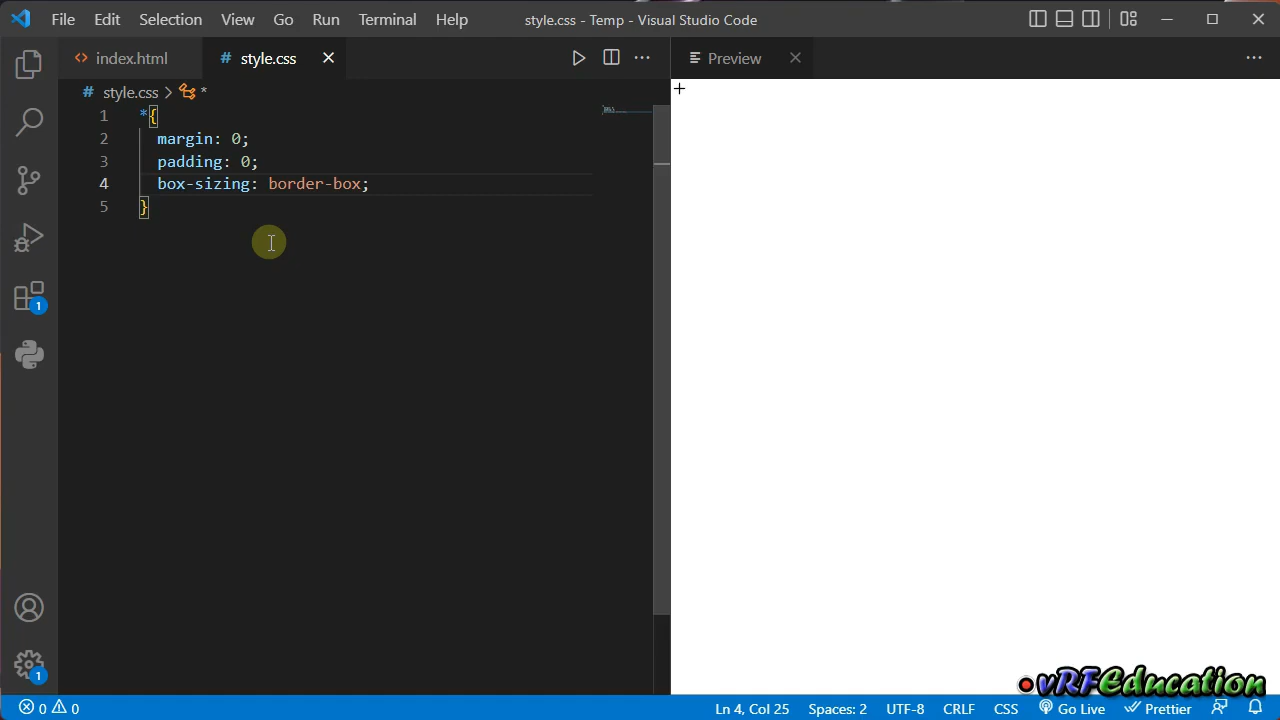 File Edit Selection View Go Run Terminal Help style.css - Temp - Visual Studio Code
index.html # style.css Preview
# style.css > *
1 *{
2 margin: 0;
3 padding: 0;
4 box-sizing: border-box;
5 }
+
1
1
vRFEducation
0 0 Ln 4, Col 25 Spaces: 2 UTF-8 CRLF CSS Go Live Prettier